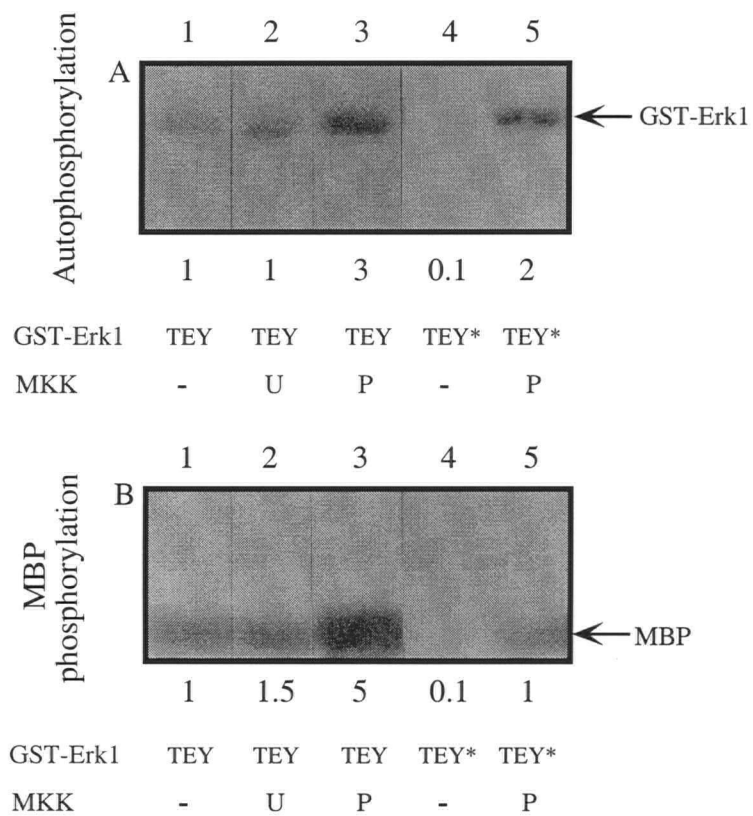 1 2 3 4 5
A
Autophosphorylation
GST-Erk1
1 1 3 0.1 2
GST-Erk1 TEY TEY TEY TEY* TEY*
MKK - U P - P
1 2 3 4 5
B
MBP
phosphorylation
MBP
1 1.5 5 0.1 1
GST-Erk1 TEY TEY TEY TEY* TEY*
MKK - U P - P